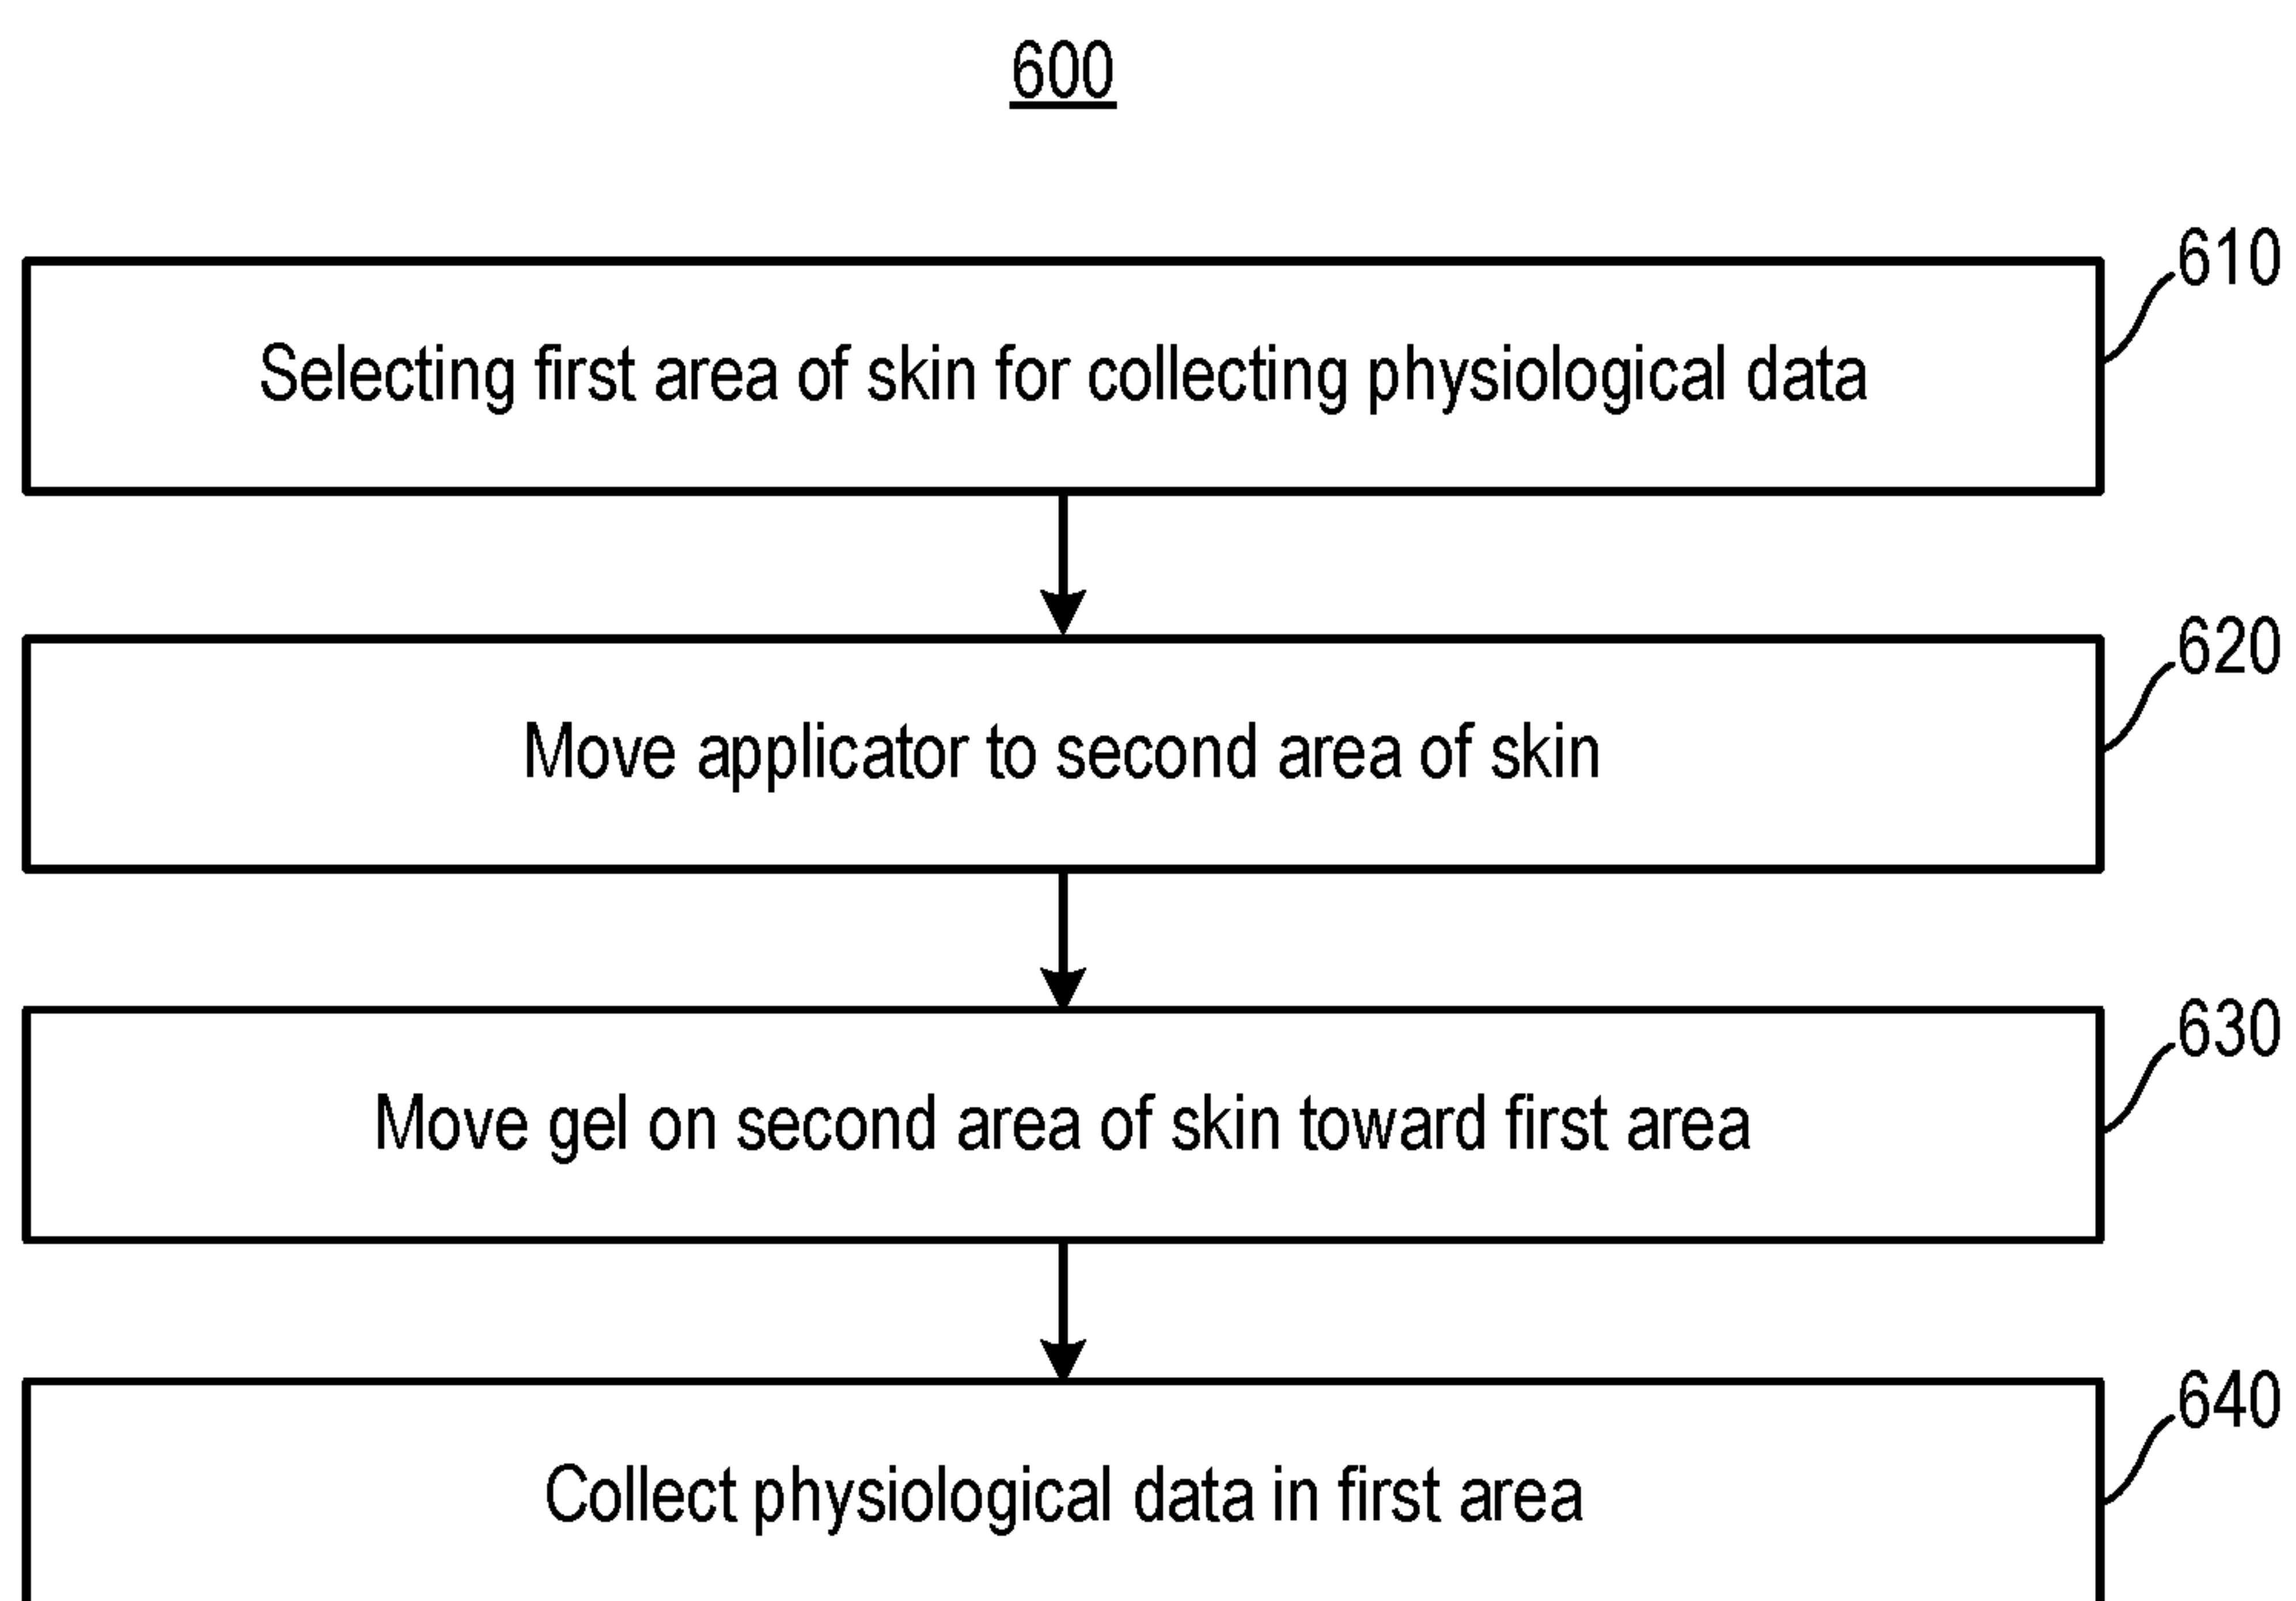 600
610
Selecting first area of skin for collecting physiological data
620
Move applicator to second area of skin
630
Move gel on second area of skin toward first area
640
Collect physiological data in first area